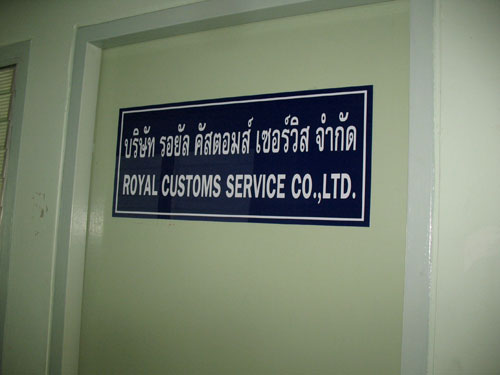 บริษัท รอยัล คัสตอมส์ เซอร์วิส จำกัด
ROYAL CUSTOMS SERVICE CO.,LTD.